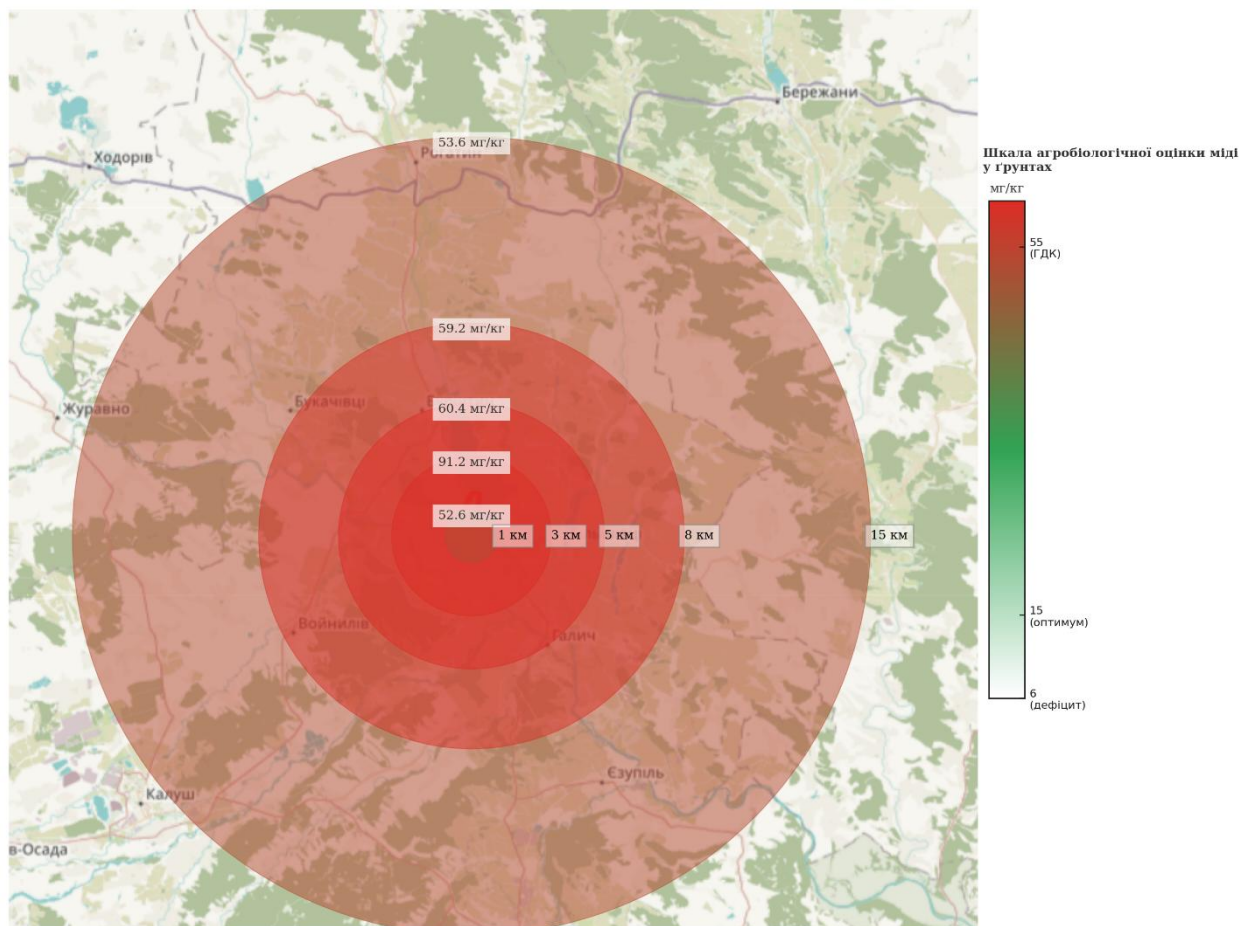 Бережани
53.6 мг/кг
Рогатин
Ходорів
Шкала агробіологічної оцінки міді
у ґрунтах
мг/кг
55
(ГДК)
59.2 мг/кг
Букачівці
60.4 мг/кг
Журавно
91.2 мг/кг
52.6 мг/кг
1 км
3 км
5 км
8 км
15 км
15
(оптимум)
Войнилів
Галич
6
(дефіцит)
Єзупіль
Калуш
в-Осада